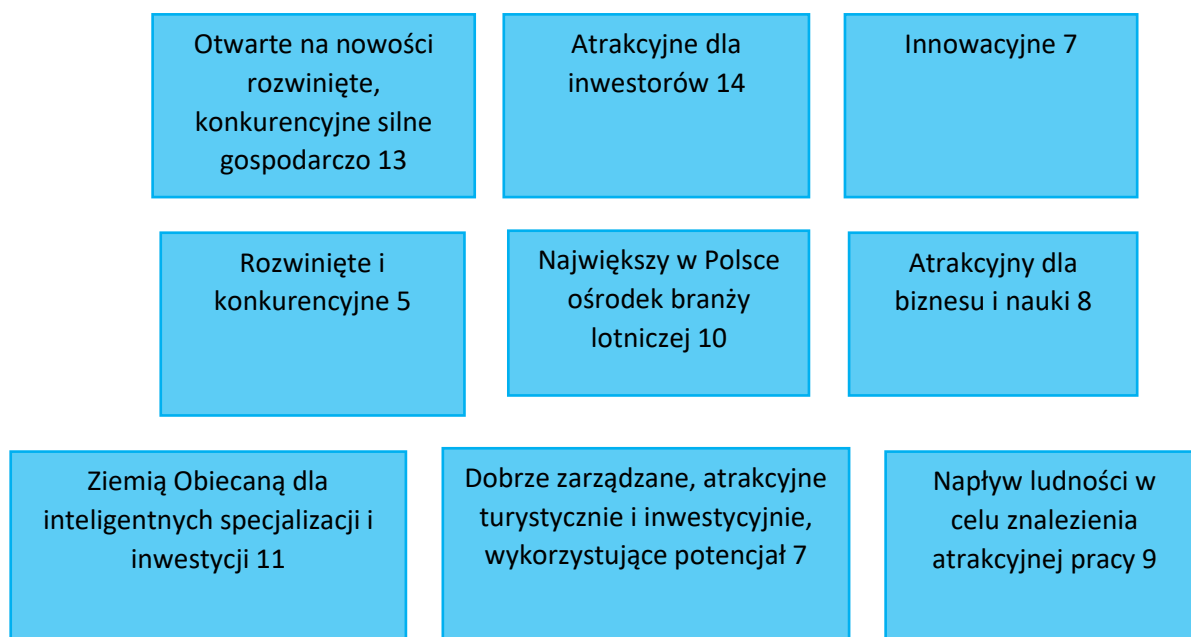 Otwarte na nowości
rozwinięte,
konkurencyjne silne
gospodarczo 13
Atrakcyjne dla
inwestorów 14
Innowacyjne 7
Rozwinięte i
konkurencyjne 5
Największy w Polsce
ośrodek branży
lotniczej 10
Atrakcyjny dla
biznesu i nauki 8
Ziemią Obiecaną dla
inteligentnych specjalizacji i
inwestycji 11
Dobrze zarządzane, atrakcyjne
turystycznie i inwestycyjnie,
wykorzystujące potencjał 7
Napływ ludności w
celu znalezienia
atrakcyjnej pracy 9